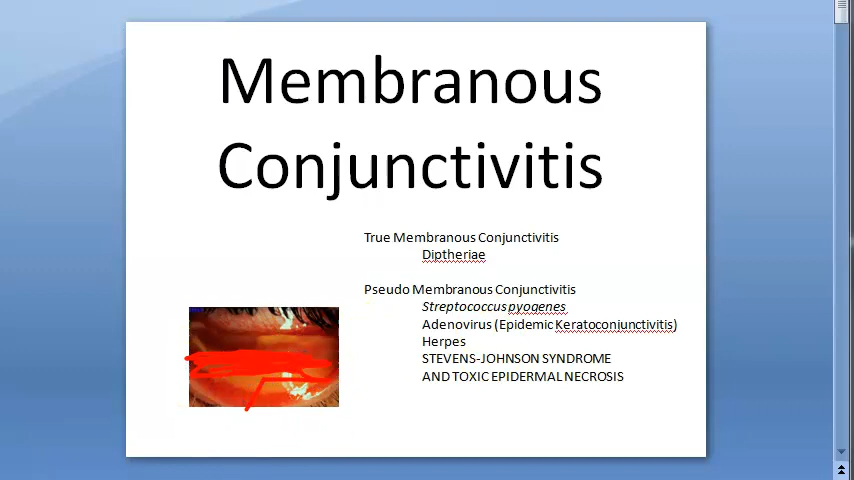 Membranous
Conjunctivitis
True Membranous Conjunctivitis
Diptheriae
Pseudo Membranous Conjunctivitis
Streptococcus pyogenes
Adenovirus (Epidemic Keratoconjunctivitis)
Herpes
STEVENS-JOHNSON SYNDROME
AND TOXIC EPIDERMAL NECROSIS